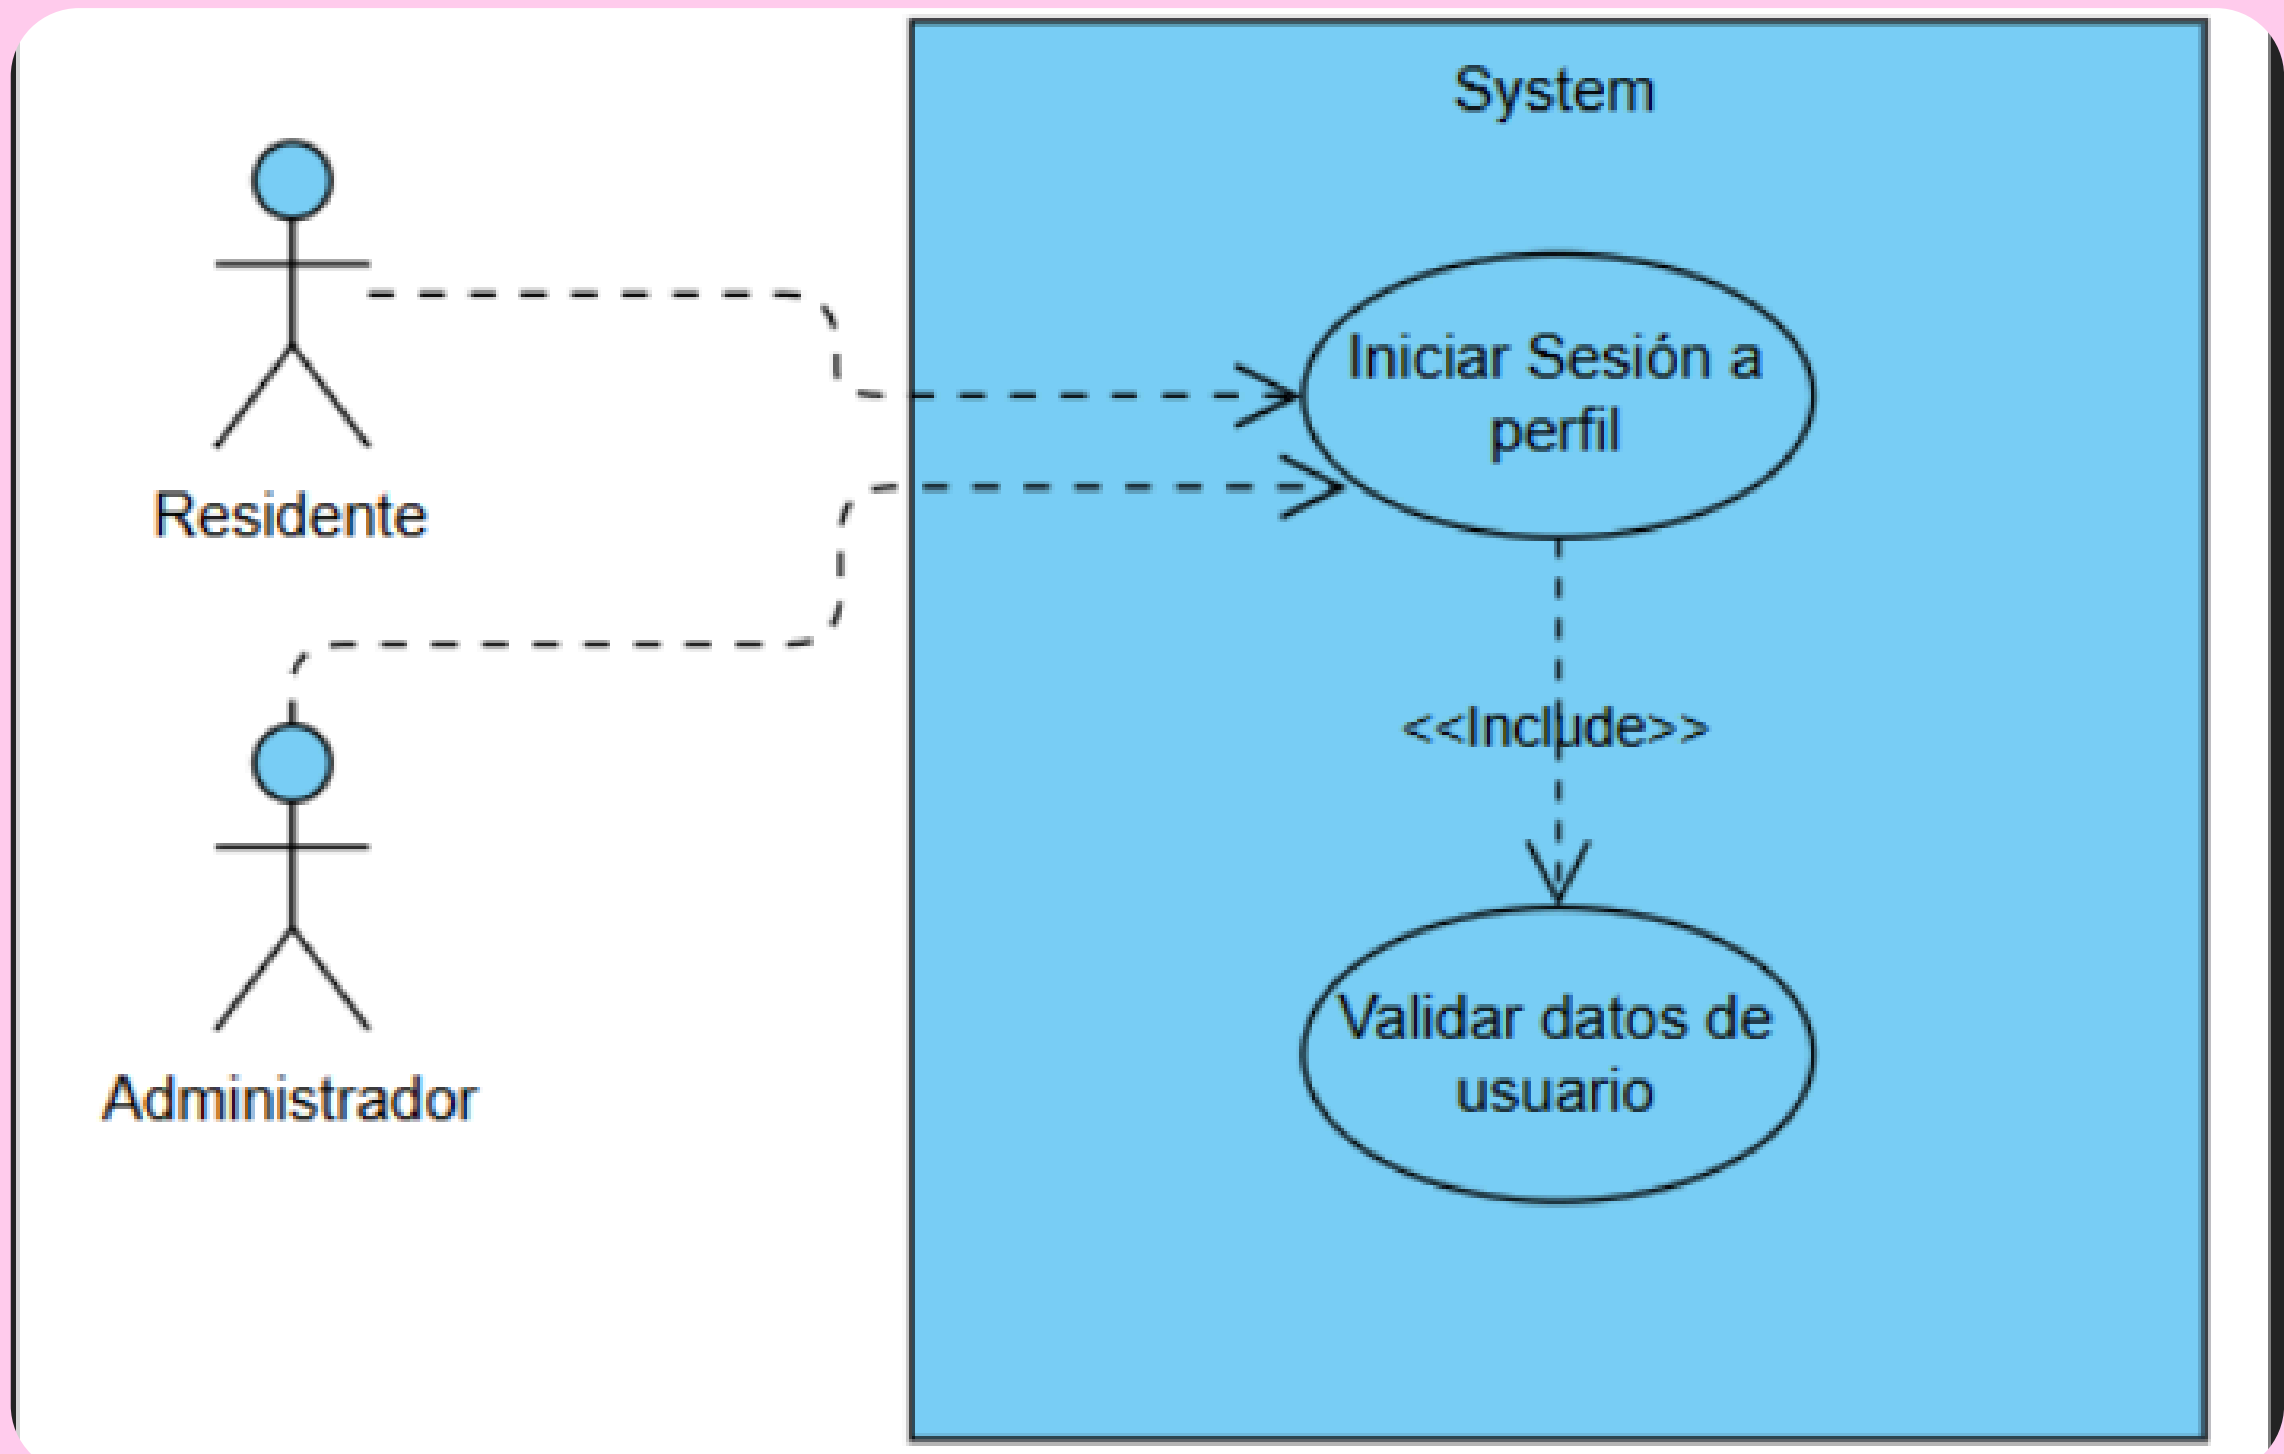 System
Iniciar Sesión a
perfil
Residente
<<Include>>
Validar datos de
usuario
Administrador